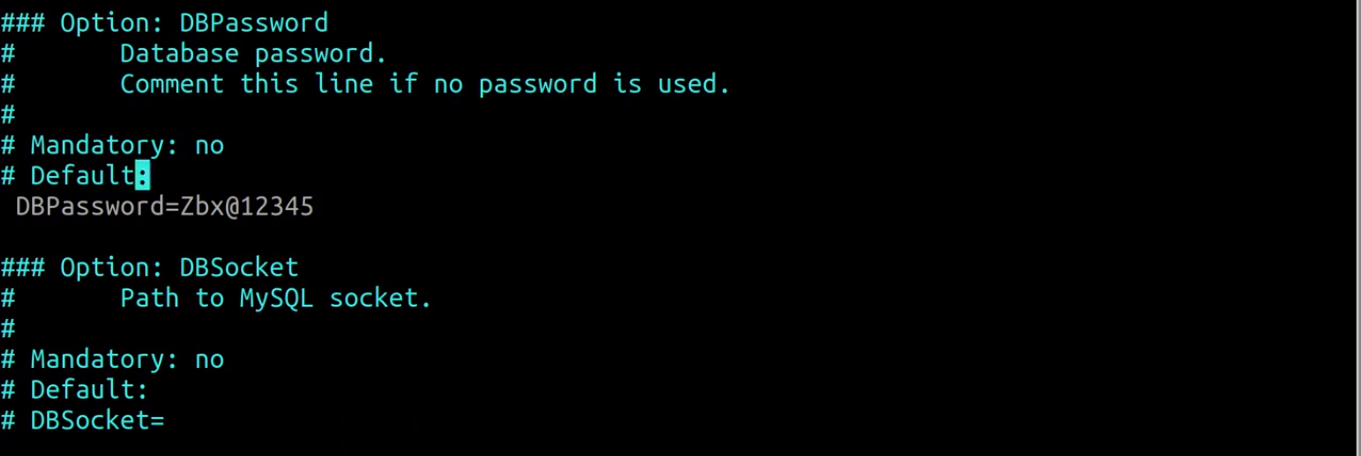 ### Option: DBPassword
#       Database password.
#       Comment this line if no password is used.
#
# Mandatory: no
# Default:
 DBPassword=Zbx@12345

### Option: DBSocket
#       Path to MySQL socket.
#
# Mandatory: no
# Default:
# DBSocket=